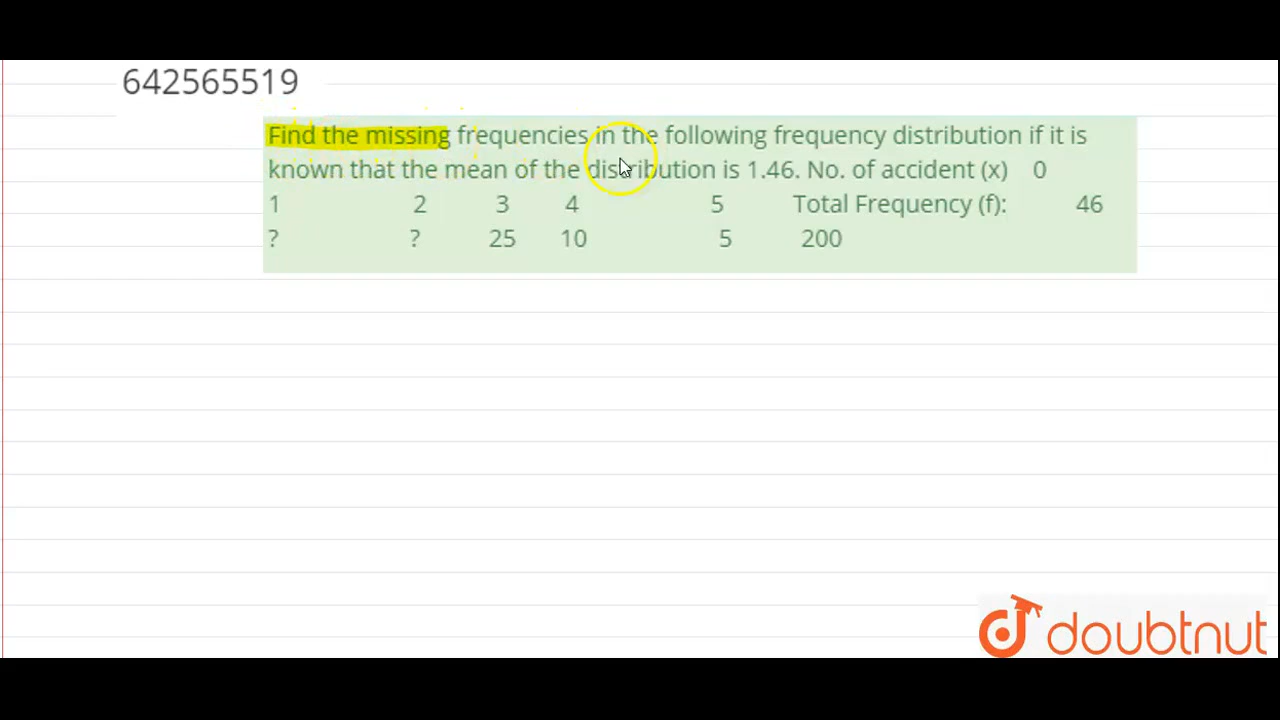 642565519
Find the missing frequencies in the following frequency distribution if it is
known that the mean of the distribution is 1.46. No. of accident (x) 0
1 2 3 4 5 Total Frequency (f): 46
? ? 25 10 5 200
doubtnut